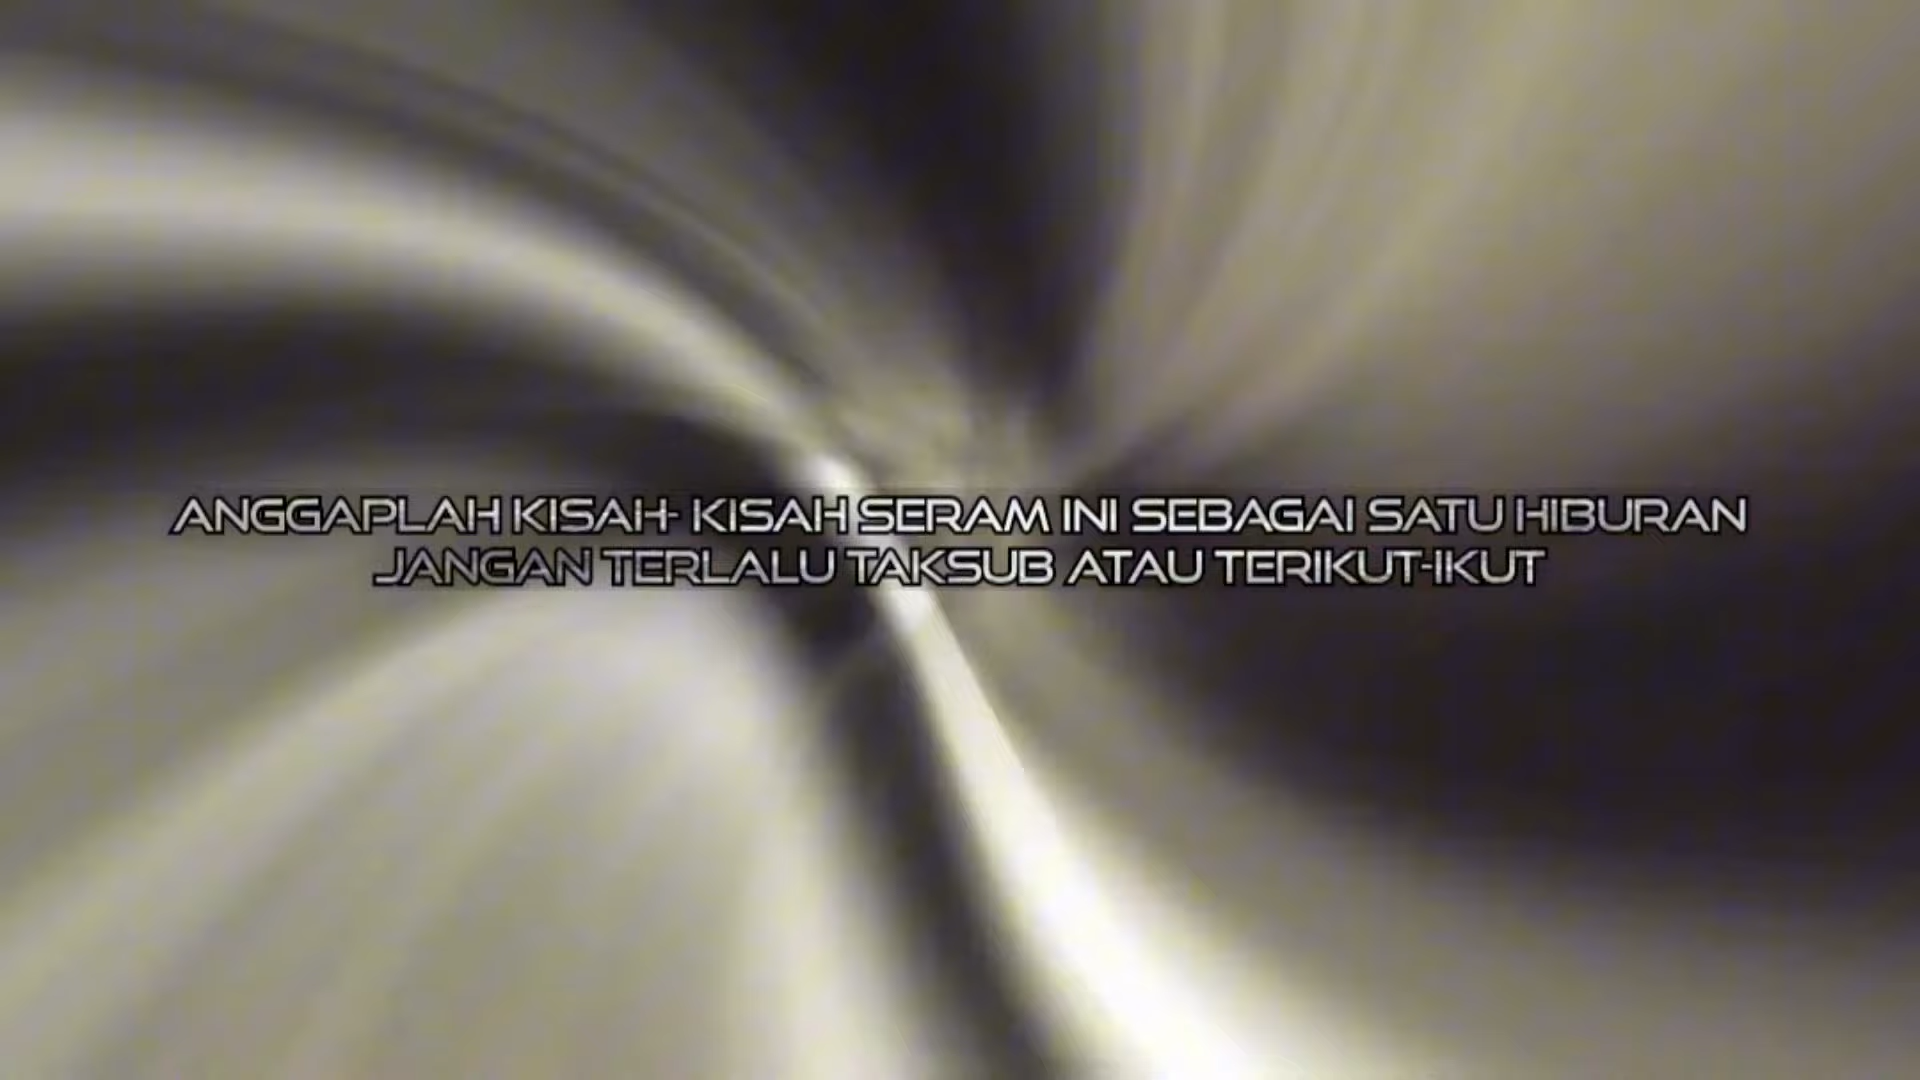 ANGGAPLAH KISAH- KISAH SERAM INI SEBAGAI SATU HIBURAN
JANGAN TERLALU TAKSUB ATAU TERIKUT-IKUT